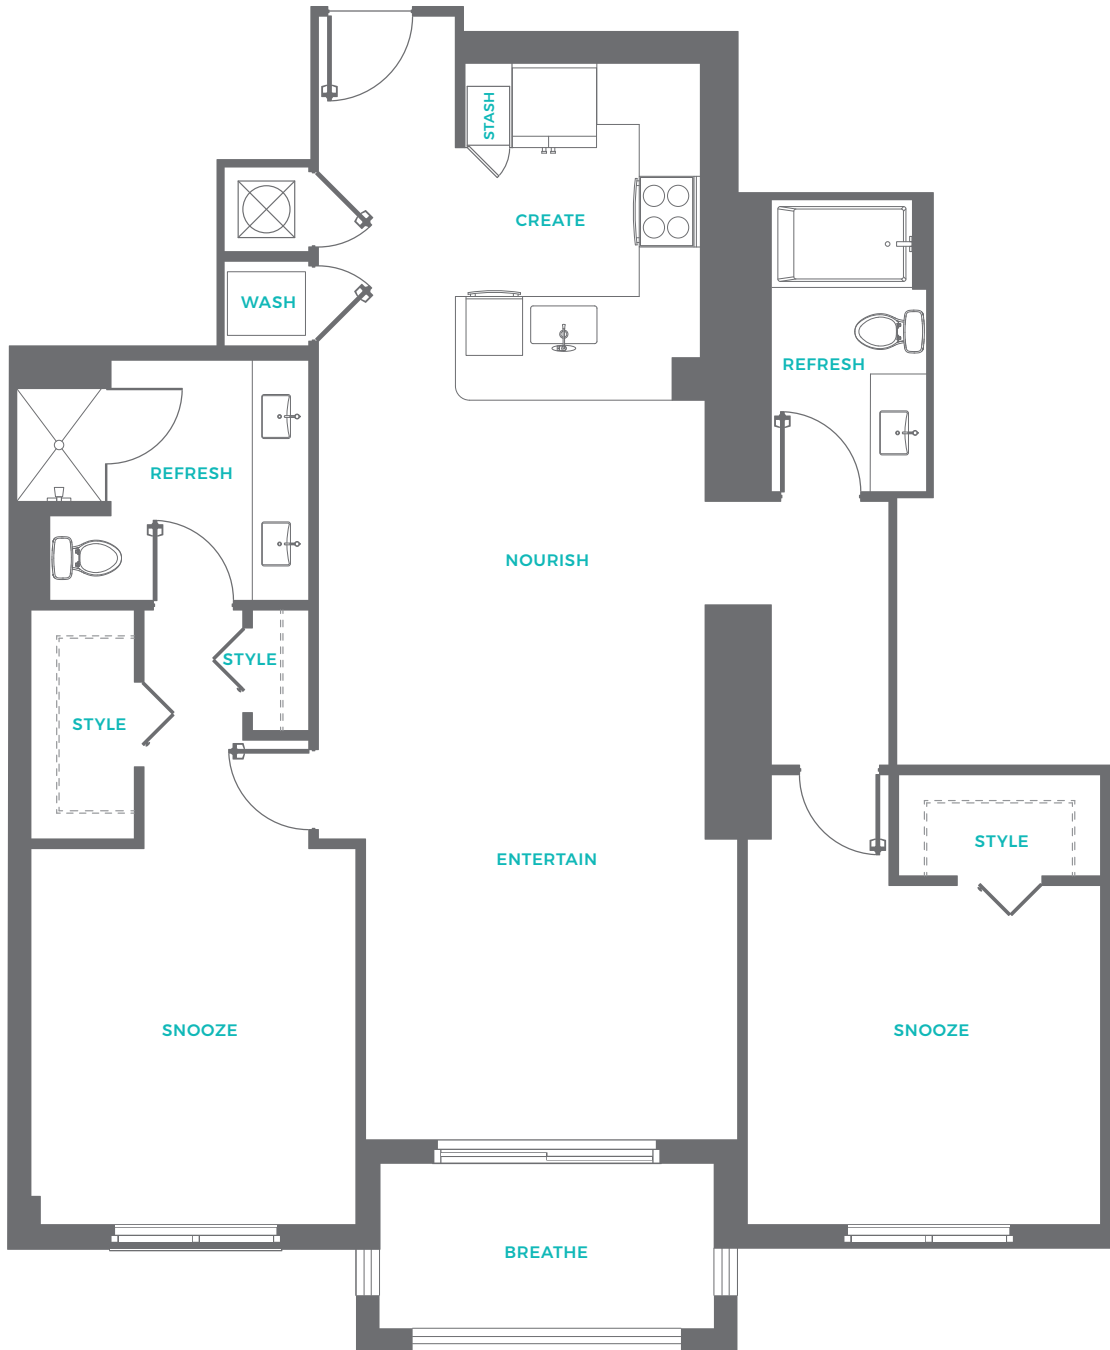 STASH
CREATE
WASH
REFRESH
REFRESH
NOURISH
STYLE
STYLE
STYLE
ENTERTAIN
SNOOZE
SNOOZE
BREATHE